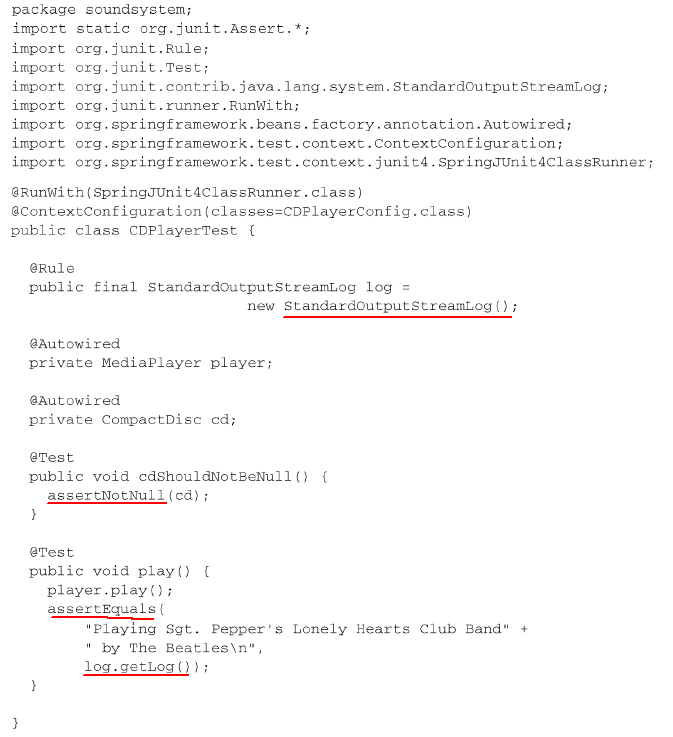 package soundsystem;
import static org.junit.Assert.*;
import org.junit.Rule;
import org.junit.Test;
import org.junit.contrib.java.lang.system.StandardOutputStreamLog;
import org.junit.runner.RunWith;
import org.springframework.beans.factory.annotation.Autowired;
import org.springframework.test.context.ContextConfiguration;
import org.springframework.test.context.junit4.SpringJUnit4ClassRunner;
@RunWith(SpringJUnit4ClassRunner.class)
@ContextConfiguration(classes=CDPlayerConfig.class)
public class CDPlayerTest {
  @Rule
  public final StandardOutputStreamLog log =
                          new StandardOutputStreamLog();
  @Autowired
  private MediaPlayer player;
  @Autowired
  private CompactDisc cd;
  @Test
  public void cdShouldNotBeNull() {
    assertNotNull(cd);
  }
  @Test
  public void play() {
    player.play();
    assertEquals(
        "Playing Sgt. Pepper's Lonely Hearts Club Band" +
        " by The Beatles\n",
        log.getLog());
  }
}